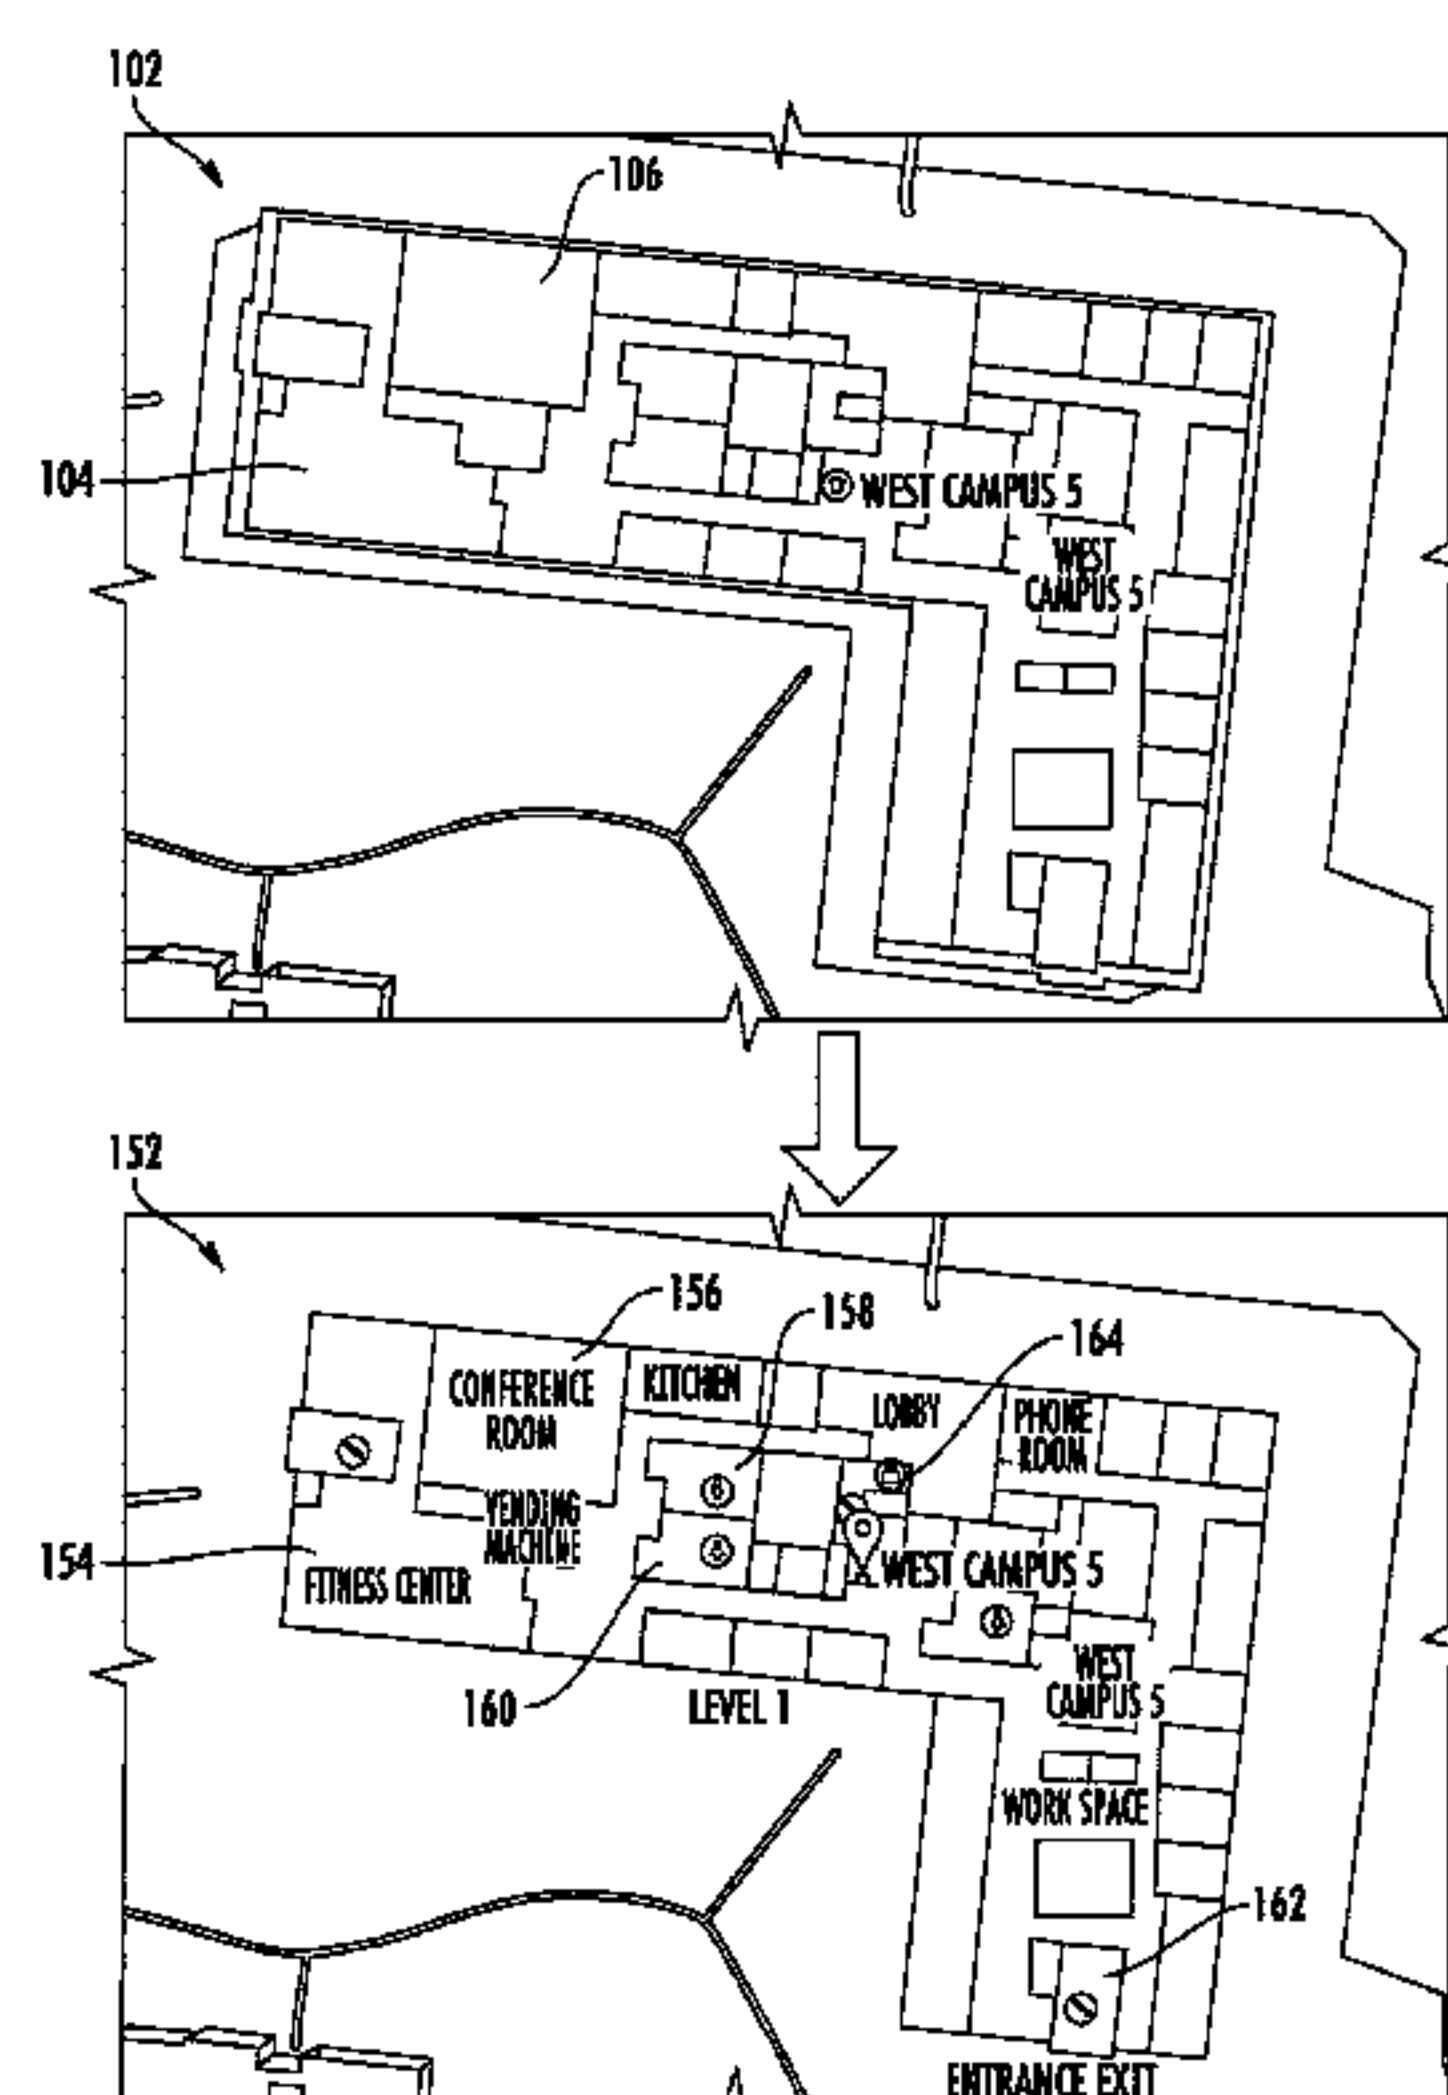 102
106
104
WEST CAMPUS 5
WEST
CAMPUS 5
152
156
158
164
CONFERENCE
ROOM
KITCHEN
LOBBY
PHONE
ROOM
VENDING
MACHINE
154
FITNESS CENTER
WEST CAMPUS 5
160
LEVEL 1
WEST
CAMPUS 5
WORK SPACE
162
ENTRANCE EXIT